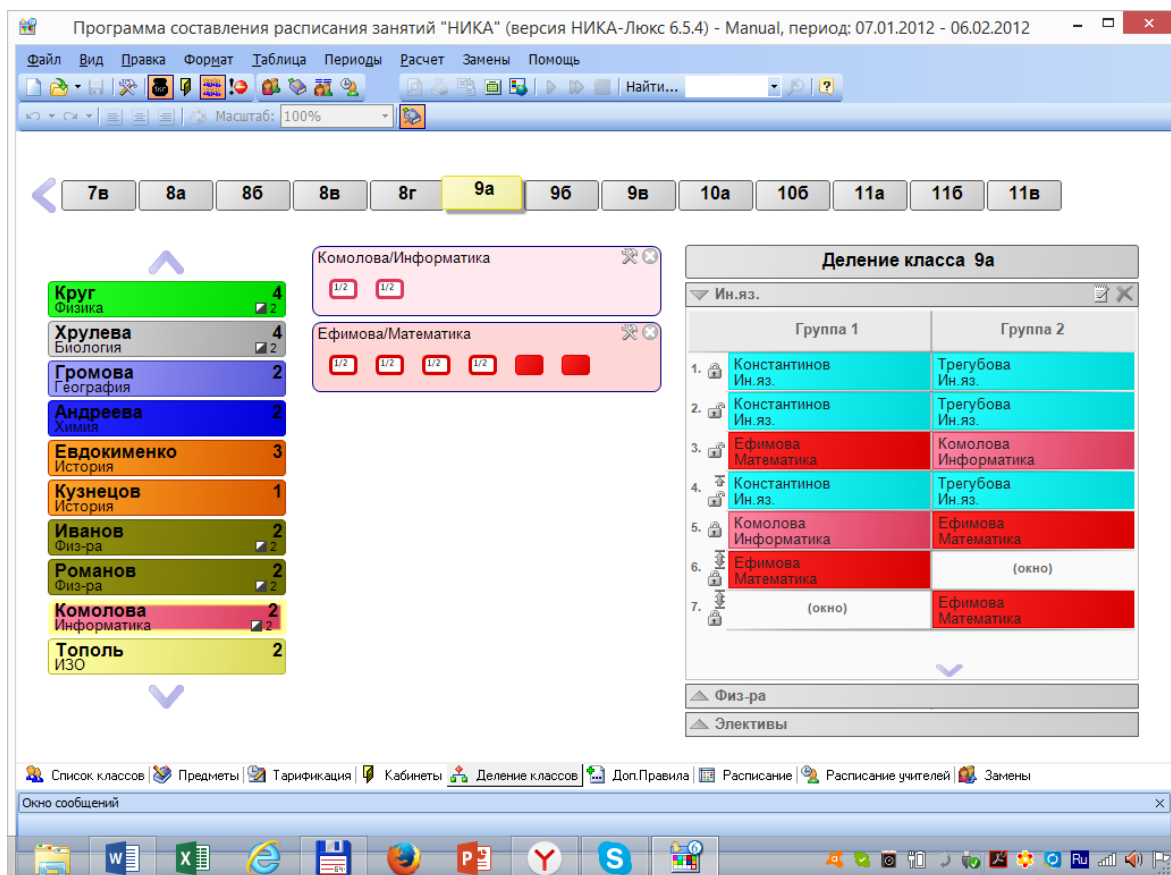 Программа составления расписания занятий "НИКА" (версия НИКА-Люкс 6.5.4) - Manual, период: 07.01.2012 - 06.02.2012
Файл Вид Правка Формат Таблица Периоды Расчет Замены Помощь
Найти...
Масштаб: 100%
7в 8а 8б 8в 8г 9а 9б 9в 10а 10б 11а 11б 11в
Круг 4
Физика 2
Хрулева 4
Биология 2
Громова 2
География
Андреева 2
Химия
Евдокименко 3
История
Кузнецов 1
История
Иванов 2
Физ-ра 2
Романов 2
Физ-ра 2
Комолова 2
Информатика 2
Тополь 2
ИЗО
Комолова/Информатика
1/2 1/2
Ефимова/Математика
1/2 1/2 1/2 1/2
Деление класса 9а
Ин.яз.
Группа 1 Группа 2
1. Константинов Трегубова
Ин.яз. Ин.яз.
2. Константинов Трегубова
Ин.яз. Ин.яз.
3. Ефимова Комолова
Математика Информатика
4. Константинов Трегубова
Ин.яз. Ин.яз.
5. Комолова Ефимова
Информатика Математика
6. Ефимова (окно)
Математика
7. (окно) Ефимова
Математика
Физ-ра
Элективы
Список классов Предметы Тарификация Кабинеты Деление классов Доп.Правила Расписание Расписание учителей Замены
Окно сообщений
Ru